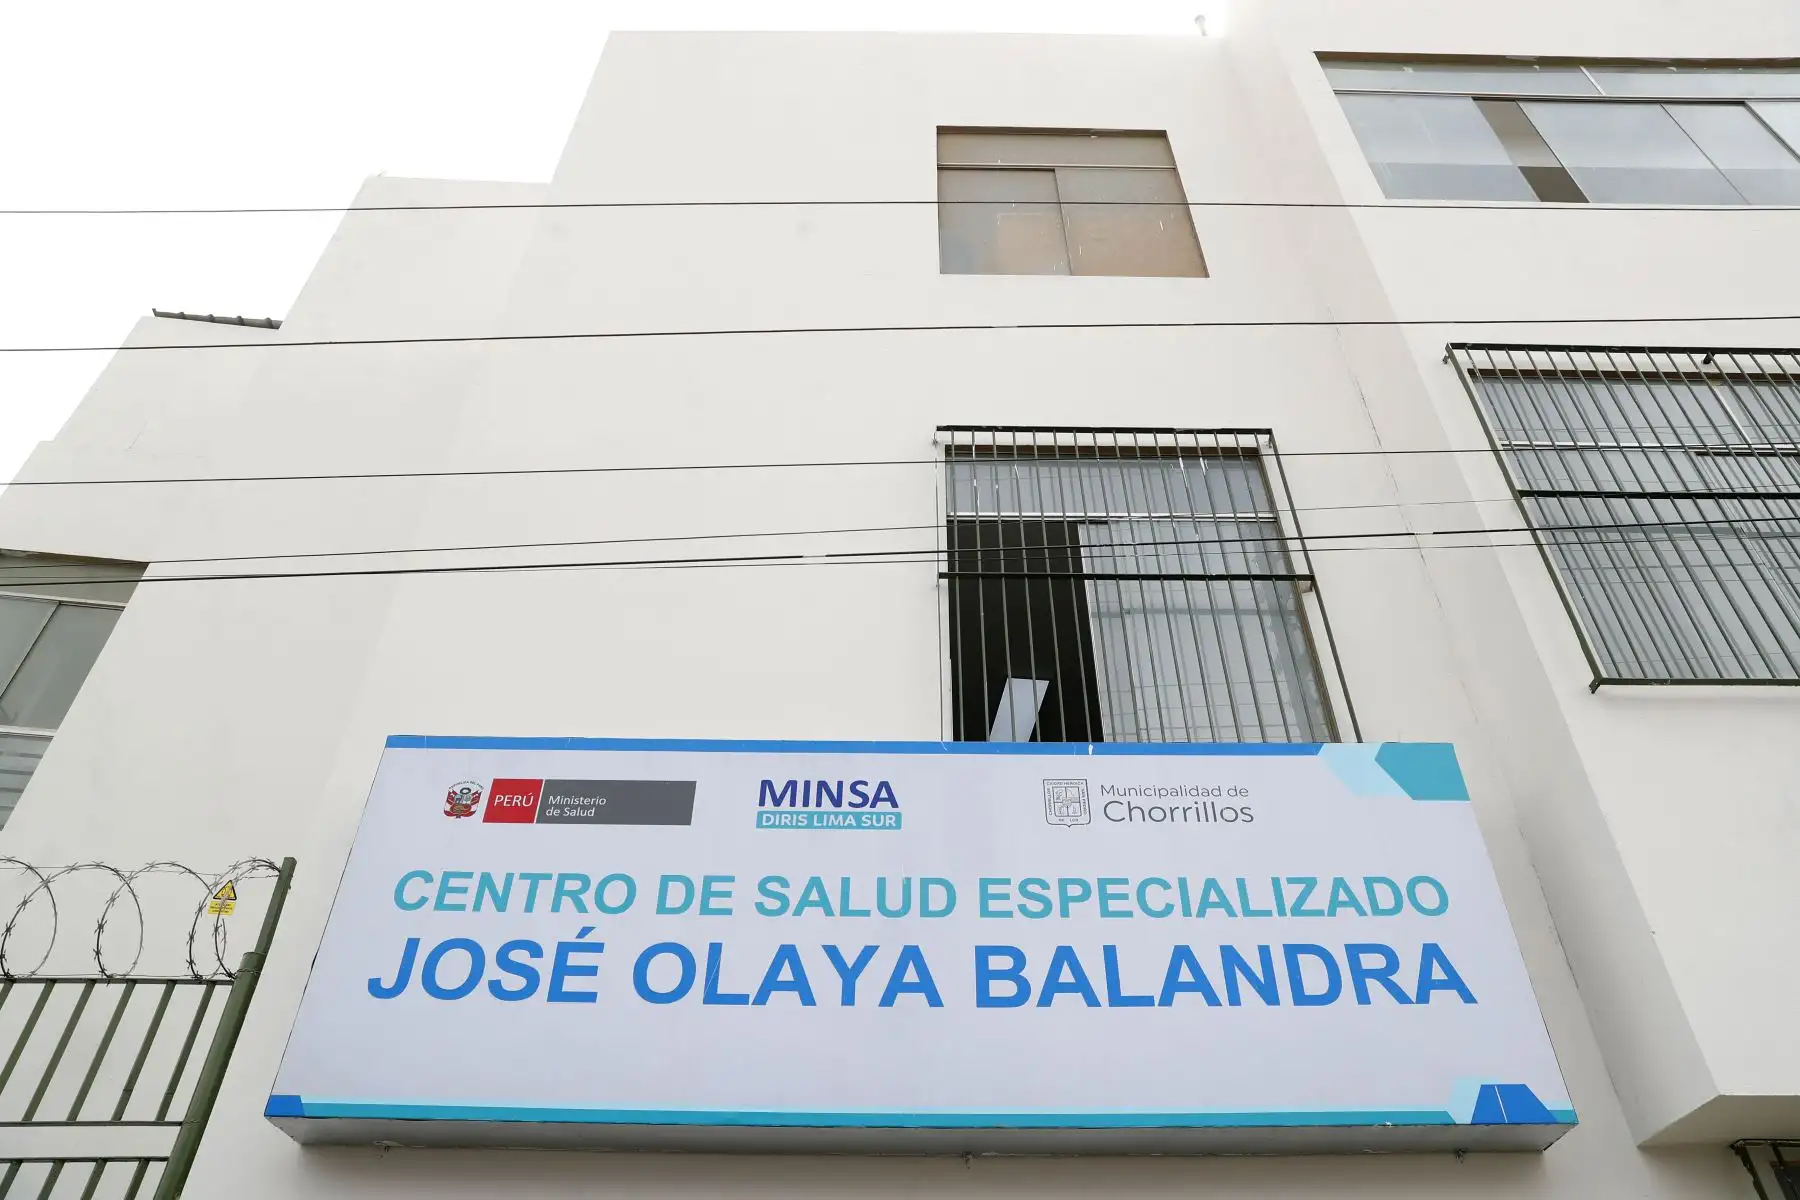 PERÚ
Ministerio
de Salud
MINSA
DIRIS LIMA SUR
Municipalidad de
Chorrillos
CENTRO DE SALUD ESPECIALIZADO
JOSÉ OLAYA BALANDRA